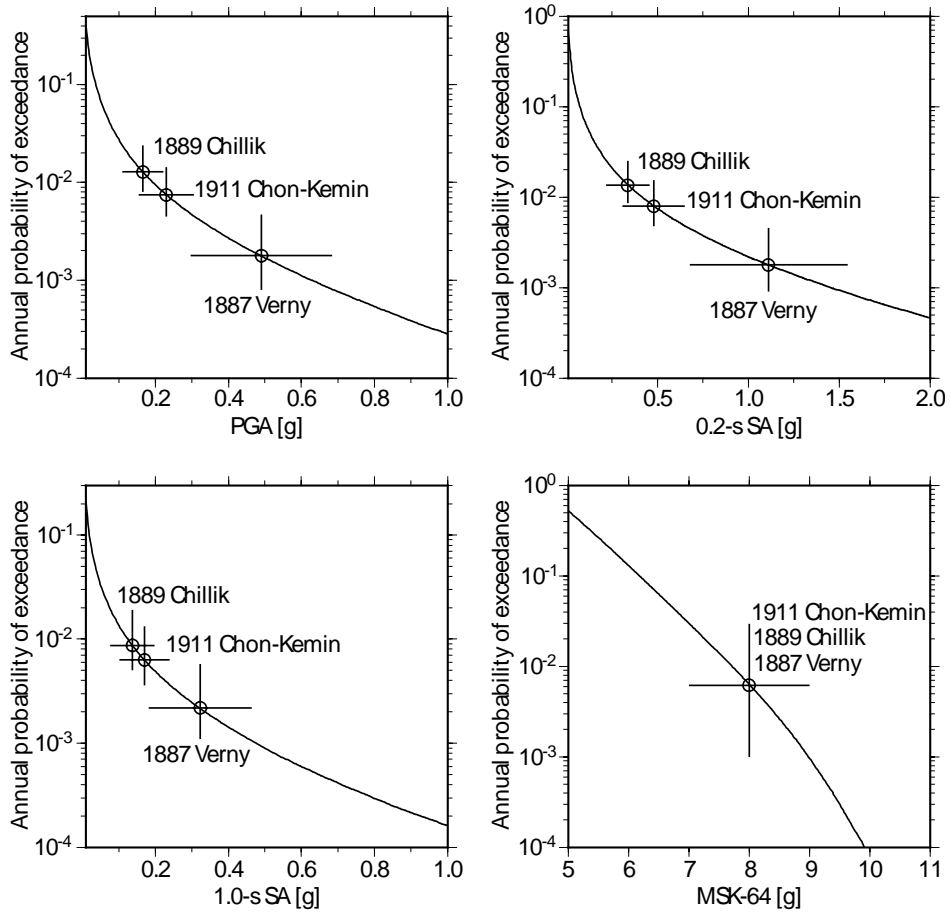 Annual probability of exceedance
10⁻¹
10⁻²
10⁻³
10⁻⁴
1889 Chillik
1911 Chon-Kemin
1887 Verny
0.2 0.4 0.6 0.8 1.0
PGA [g]
Annual probability of exceedance
10⁰
10⁻¹
10⁻²
10⁻³
10⁻⁴
1889 Chillik
1911 Chon-Kemin
1887 Verny
0.5 1.0 1.5 2.0
0.2-s SA [g]
Annual probability of exceedance
10⁻¹
10⁻²
10⁻³
10⁻⁴
1889 Chillik
1911 Chon-Kemin
1887 Verny
0.2 0.4 0.6 0.8 1.0
1.0-s SA [g]
Annual probability of exceedance
10⁰
10⁻¹
10⁻²
10⁻³
10⁻⁴
1911 Chon-Kemin
1889 Chillik
1887 Verny
5 6 7 8 9 10 11
MSK-64 [g]